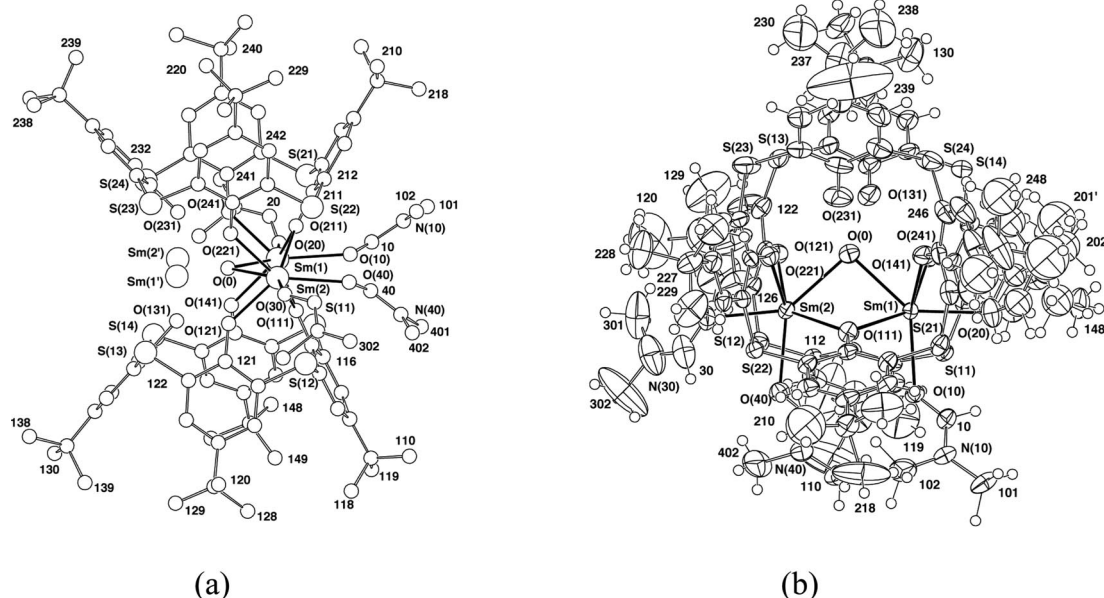 239
240
210
220
229
218
238
242
232
S(21)
212
S(24)
241
211
102
S(23)
O(241)
S(22)
101
O(231)
20
O(211)
N(10)
O(221)
O(20)
10
Sm(2')
Sm(1)
O(10)
O(0)
O(40)
Sm(1')
Sm(2)
40
O(141)
O(30)
S(11)
N(40)
O(131)
O(111)
401
S(14)
O(121)
302
402
S(13)
121
116
122
S(12)
148
138
110
130
149
119
139
120
118
129
128
(a)
230
238
237
130
239
S(13)
S(23)
S(24)
S(14)
129
248
120
122
O(131)
201'
O(231)
246
202
O(0)
228
O(121)
O(241)
O(221)
O(141)
227
229
126
Sm(2)
Sm(1)
301
S(21)
O(20)
148
O(111)
S(12)
112
S(22)
S(11)
30
N(30)
302
O(40)
O(10)
210
10
119
402
N(10)
N(40)
110
102
101
218
(b)